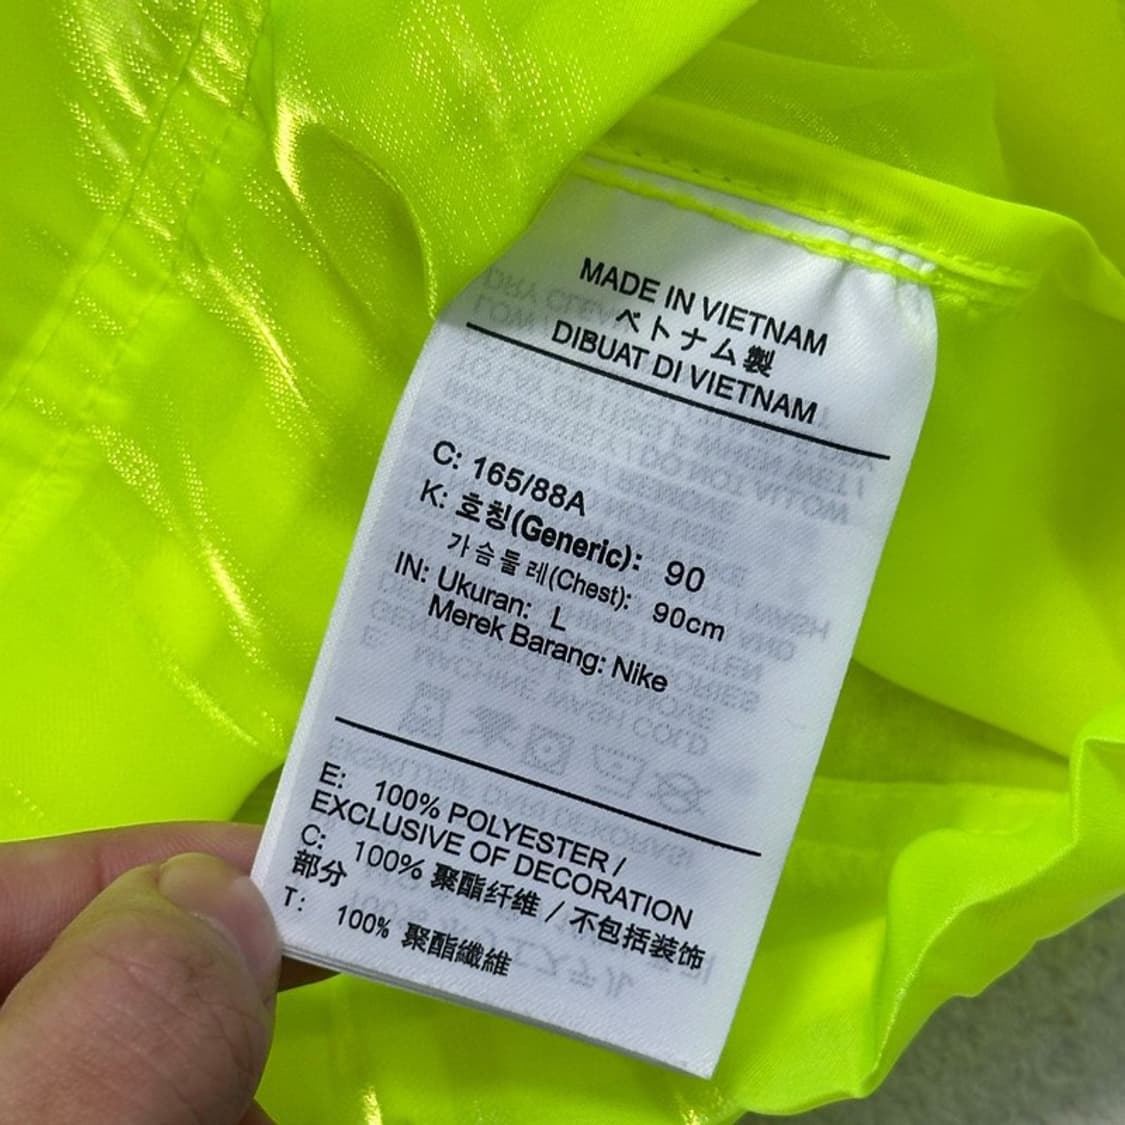 MADE IN VIETNAM
ベトナム製
DIBUAT DI VIETNAM
C: 165/88A
K: 호칭(Generic): 90
가슴둘레(Chest): 90cm
IN: Ukuran: L
Merek Barang: Nike
E: 100% POLYESTER /
EXCLUSIVE OF DECORATION
C: 100% 聚酯纤维 / 不包括装饰
部分
T: 100% 聚酯纖維